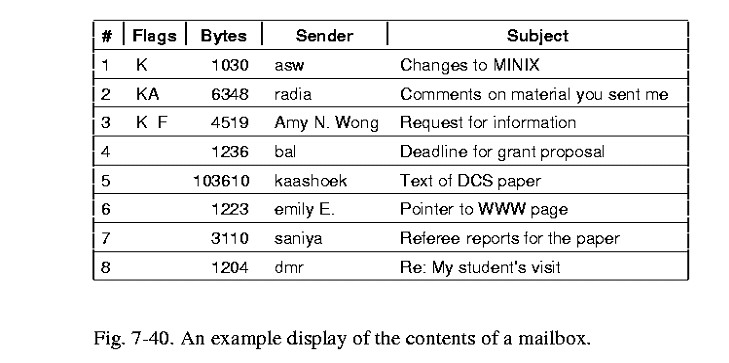 # Flags Bytes Sender Subject
1 K 1030 asw Changes to MINIX
2 KA 6348 radia Comments on material you sent me
3 K F 4519 Amy N. Wong Request for information
4 1236 bal Deadline for grant proposal
5 103610 kaashoek Text of DCS paper
6 1223 emily E. Pointer to WWW page
7 3110 saniya Referee reports for the paper
8 1204 dmr Re: My student's visit
Fig. 7-40. An example display of the contents of a mailbox.